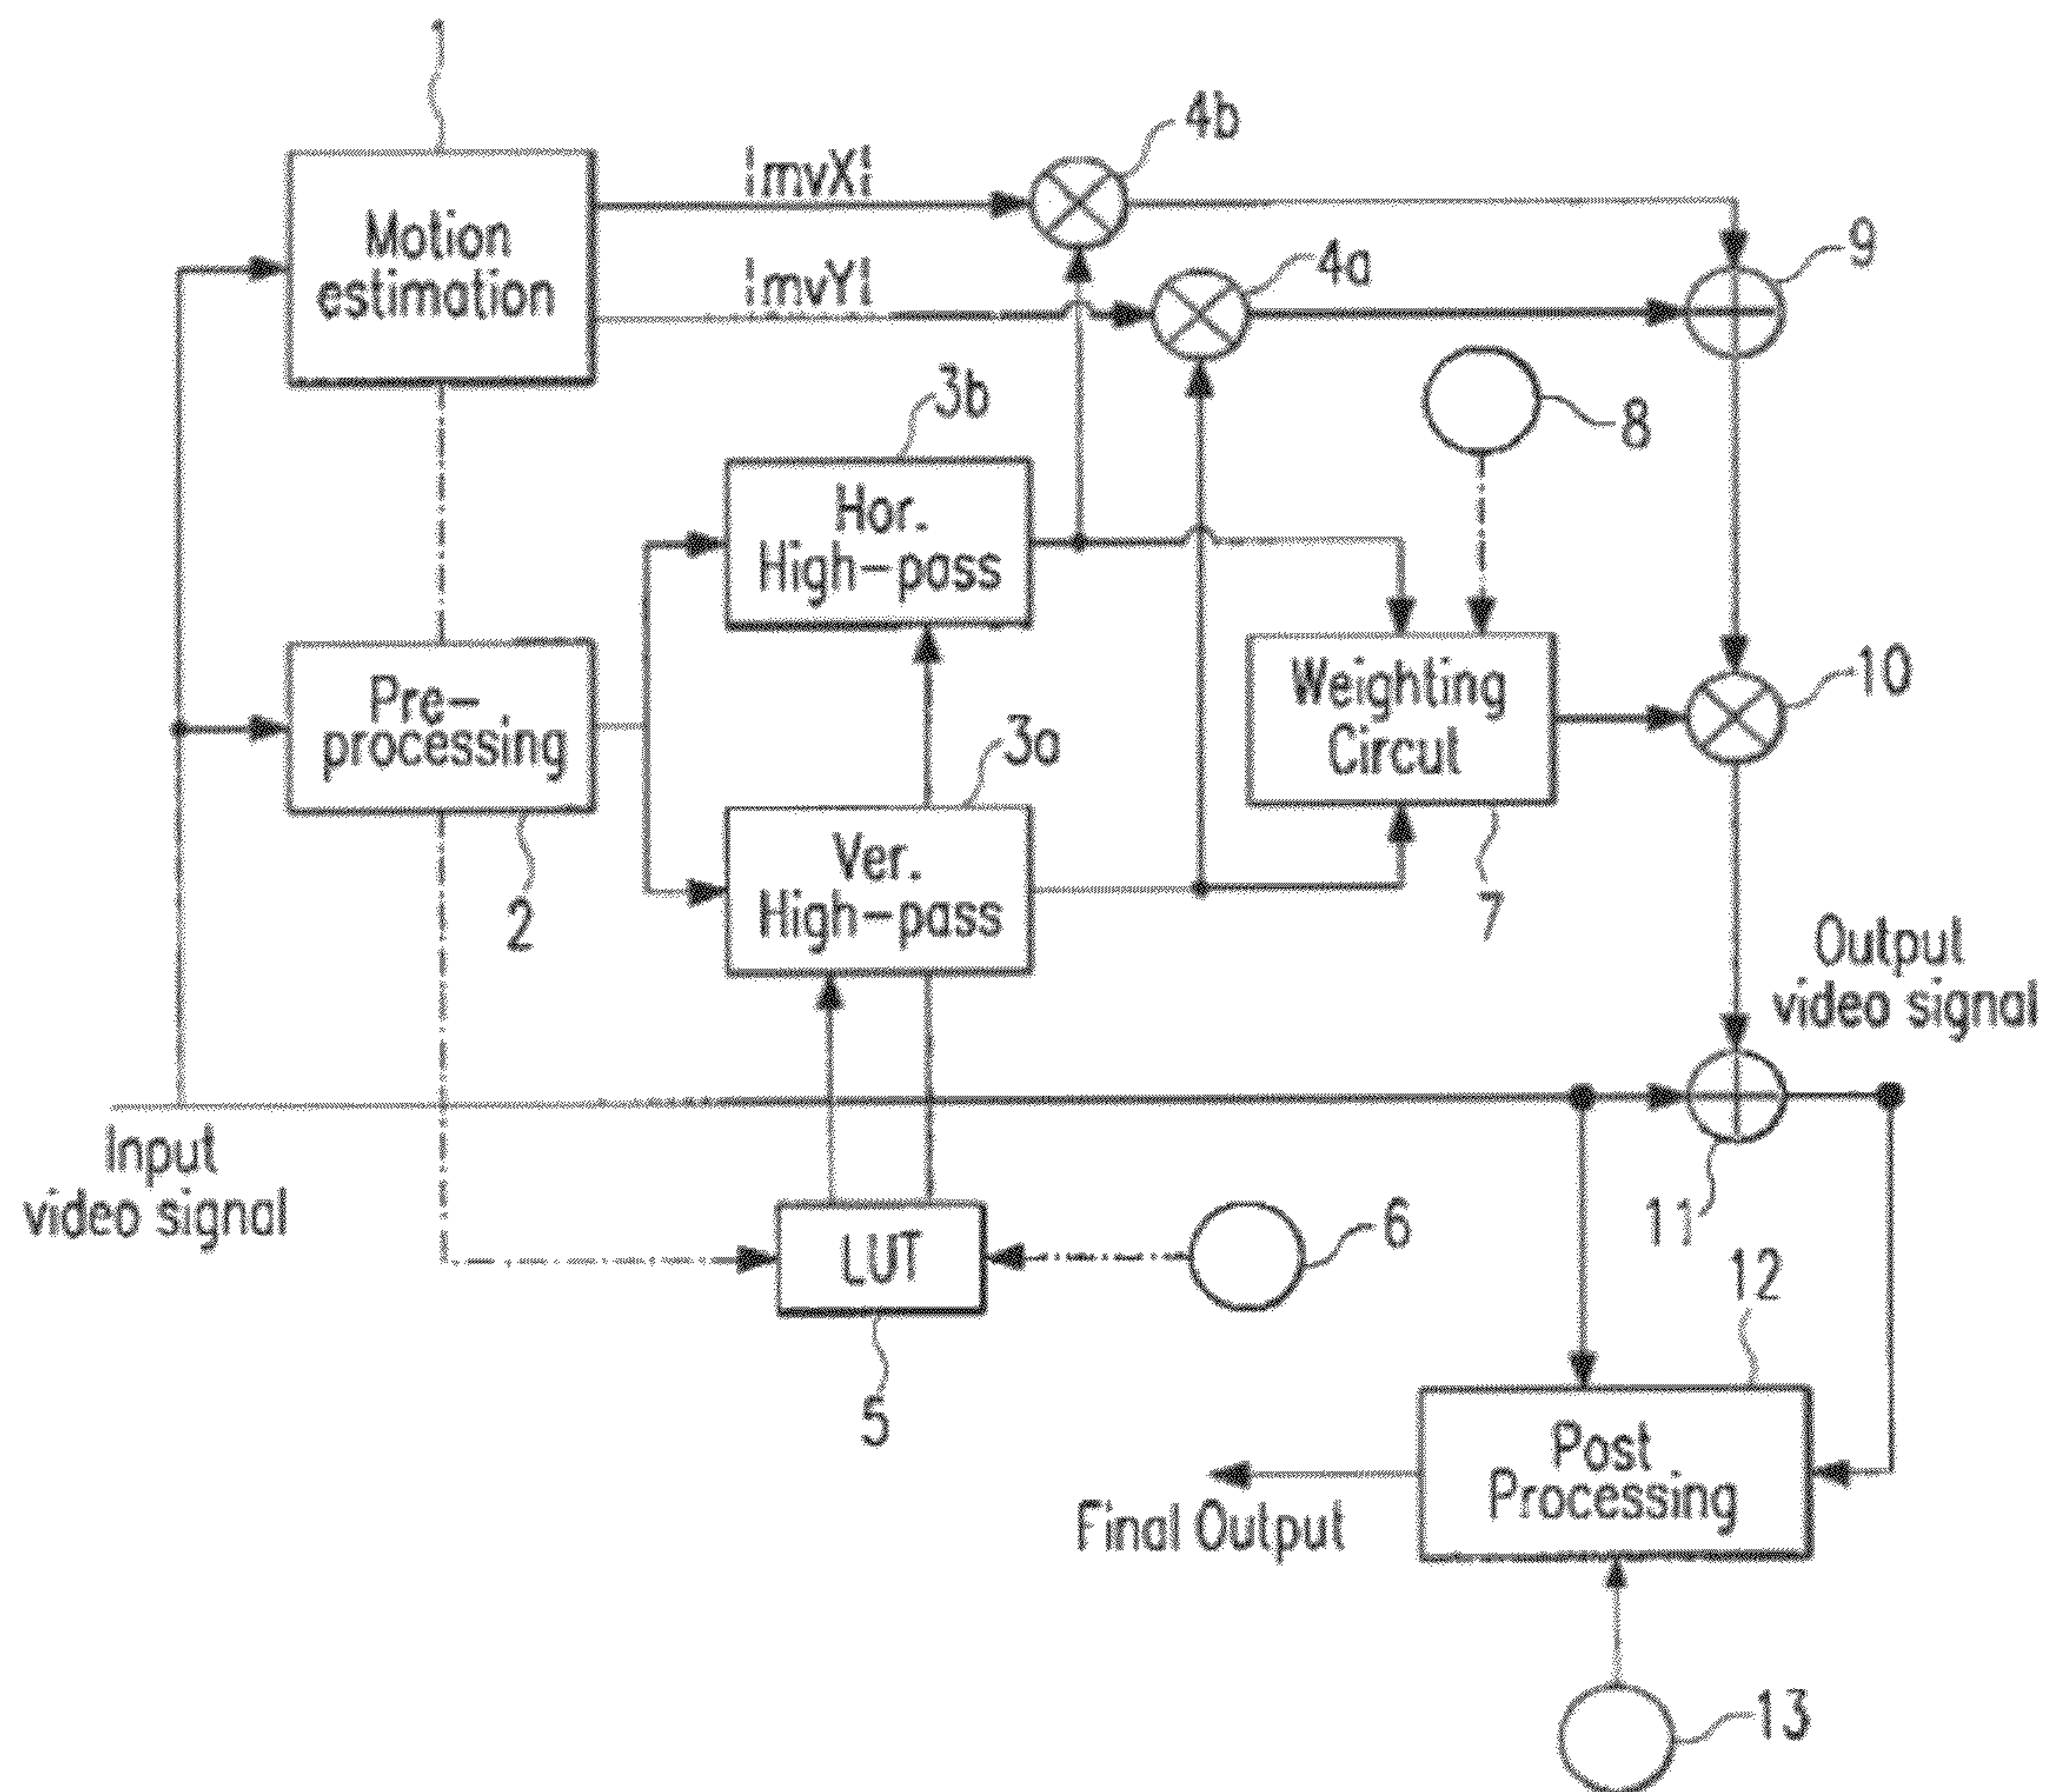 1
4b
|mvX|
Motion
estimation
9
4a
|mvY|
3b
8
Hor.
High-pass
10
Weighting
Circut
Pre-
processing
3a
Ver.
High-pass
2
7
Output
video signal
Input
video signal
11
6
LUT
12
5
Post
Processing
Final Output
13